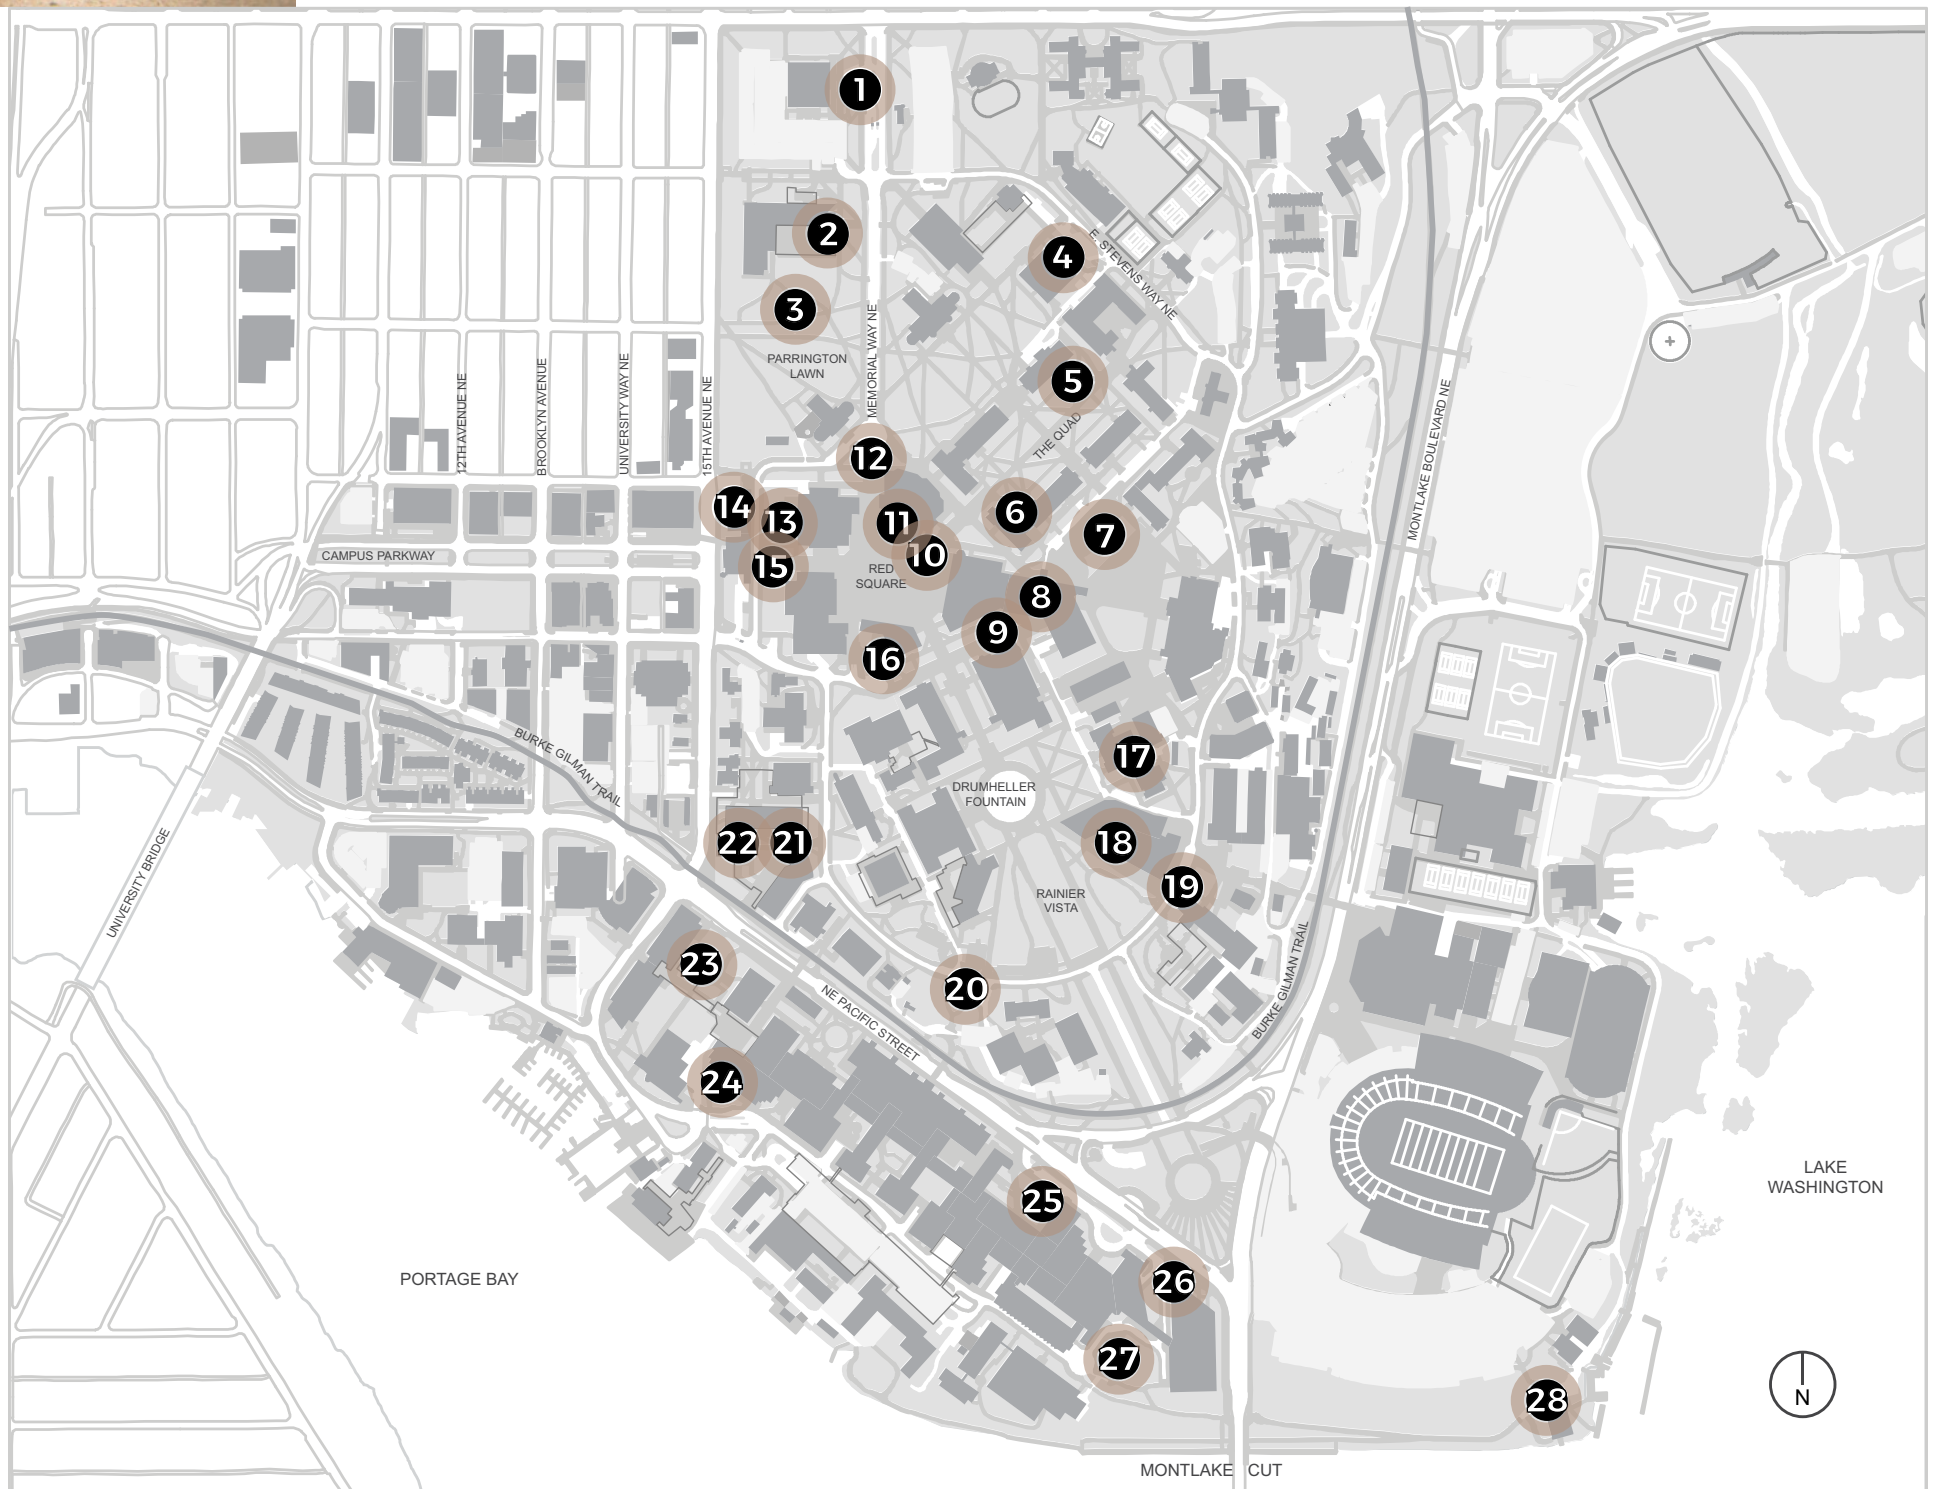 1
2
3
4
E. STEVENS WAY NE
PARRINGTON
LAWN
MEMORIAL WAY NE
5
THE QUAD
12TH AVENUE NE
BROOKLYN AVENUE
UNIVERSITY WAY NE
15TH AVENUE NE
MONTLAKE BOULEVARD NE
12
14
13
11
10
6
7
CAMPUS PARKWAY
15
RED
SQUARE
8
9
16
BURKE GILMAN TRAIL
17
DRUMHELLER
FOUNTAIN
22
21
18
19
UNIVERSITY BRIDGE
RAINIER
VISTA
23
20
NE PACIFIC STREET
BURKE GILMAN TRAIL
24
25
LAKE
WASHINGTON
PORTAGE BAY
26
27
28
N
MONTLAKE CUT